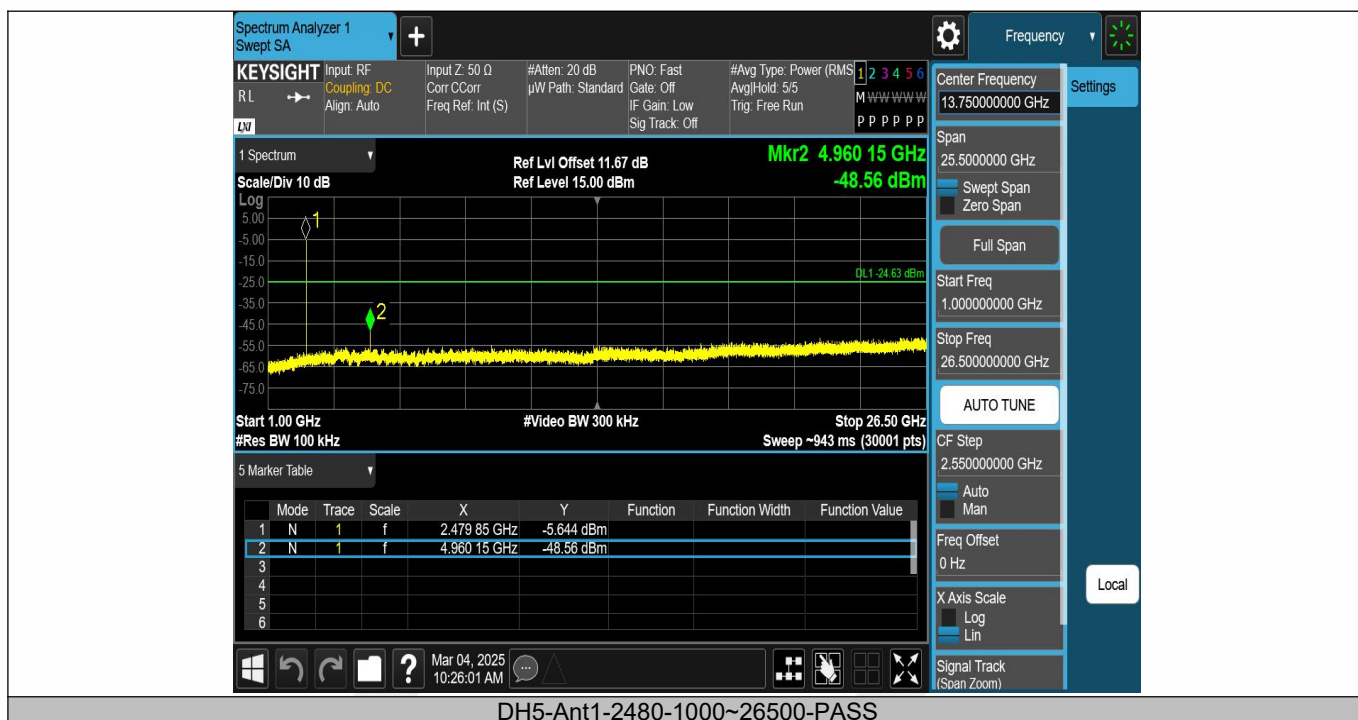 Spectrum Analyzer 1
Swept SA
+
Frequency
KEYSIGHT
Input: RF
Input Z: 50 Ω
#Atten: 20 dB
PNO: Fast
#Avg Type: Power (RMS
1 2 3 4 5 6
RL
Coupling: DC
Corr CCorr
µW Path: Standard
Gate: Off
Avg|Hold: 5/5
M W W W W W
Align: Auto
Freq Ref: Int (S)
IF Gain: Low
Trig: Free Run
LXI
Sig Track: Off
P P P P P P
1 Spectrum
Ref Lvl Offset 11.67 dB
Mkr2 4.960 15 GHz
Scale/Div 10 dB
Ref Level 15.00 dBm
-48.56 dBm
Log
5.00
1
-5.00
-15.0
DL1 -24.63 dBm
-25.0
-35.0
2
-45.0
-55.0
-65.0
-75.0
Start 1.00 GHz
#Video BW 300 kHz
Stop 26.50 GHz
#Res BW 100 kHz
Sweep ~943 ms (30001 pts)
5 Marker Table
Mode Trace Scale X Y Function Function Width Function Value
1 N 1 f 2.479 85 GHz -5.644 dBm
2 N 1 f 4.960 15 GHz -48.56 dBm
3
4
5
6
?
Mar 04, 2025
10:26:01 AM
Center Frequency
13.750000000 GHz
Settings
Span
25.5000000 GHz
Swept Span
Zero Span
Full Span
Start Freq
1.000000000 GHz
Stop Freq
26.500000000 GHz
AUTO TUNE
CF Step
2.550000000 GHz
Auto
Man
Freq Offset
0 Hz
Local
X Axis Scale
Log
Lin
Signal Track
(Span Zoom)
DH5-Ant1-2480-1000~26500-PASS